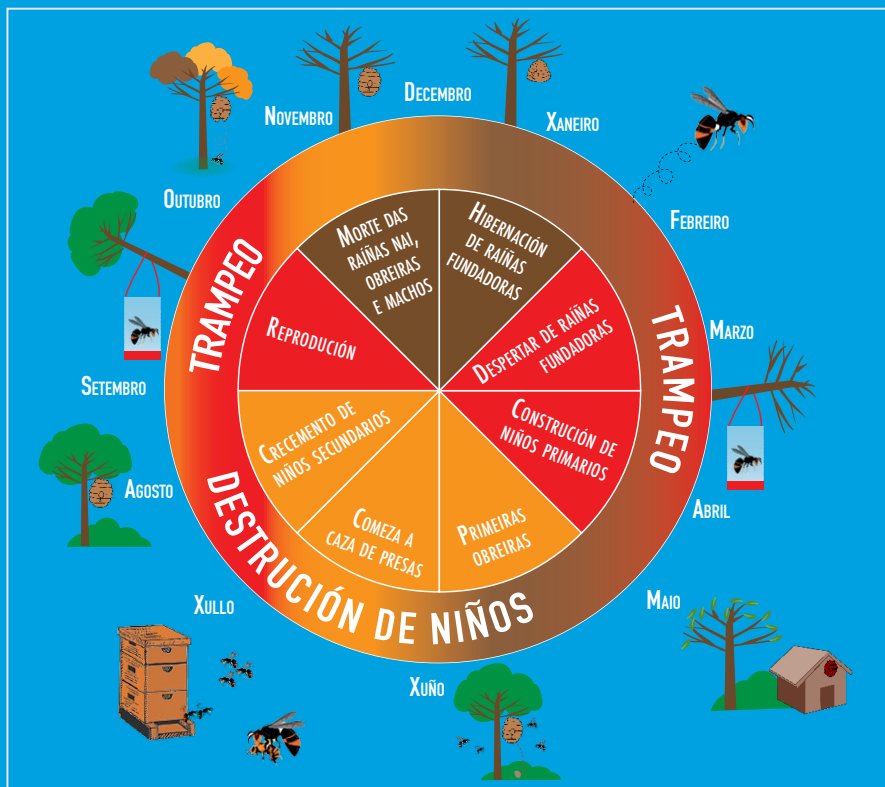 Decembro
Xaneiro
Febreiro
Marzo
Abril
Maio
Xuño
Xullo
Agosto
Setembro
Outubro
Novembro
TRAMPEO
DESTRUCIÓN DE NIÑOS
TRAMPEO
Hibernación
de raíñas
fundadoras
Despertar de raíñas
fundadoras
Construción de
niños primarios
Primeiras
obreiras
Comeza a
caza de presas
Crecemento de
niños secundarios
Reprodución
Morte das
raíñas nai,
obreiras
e machos